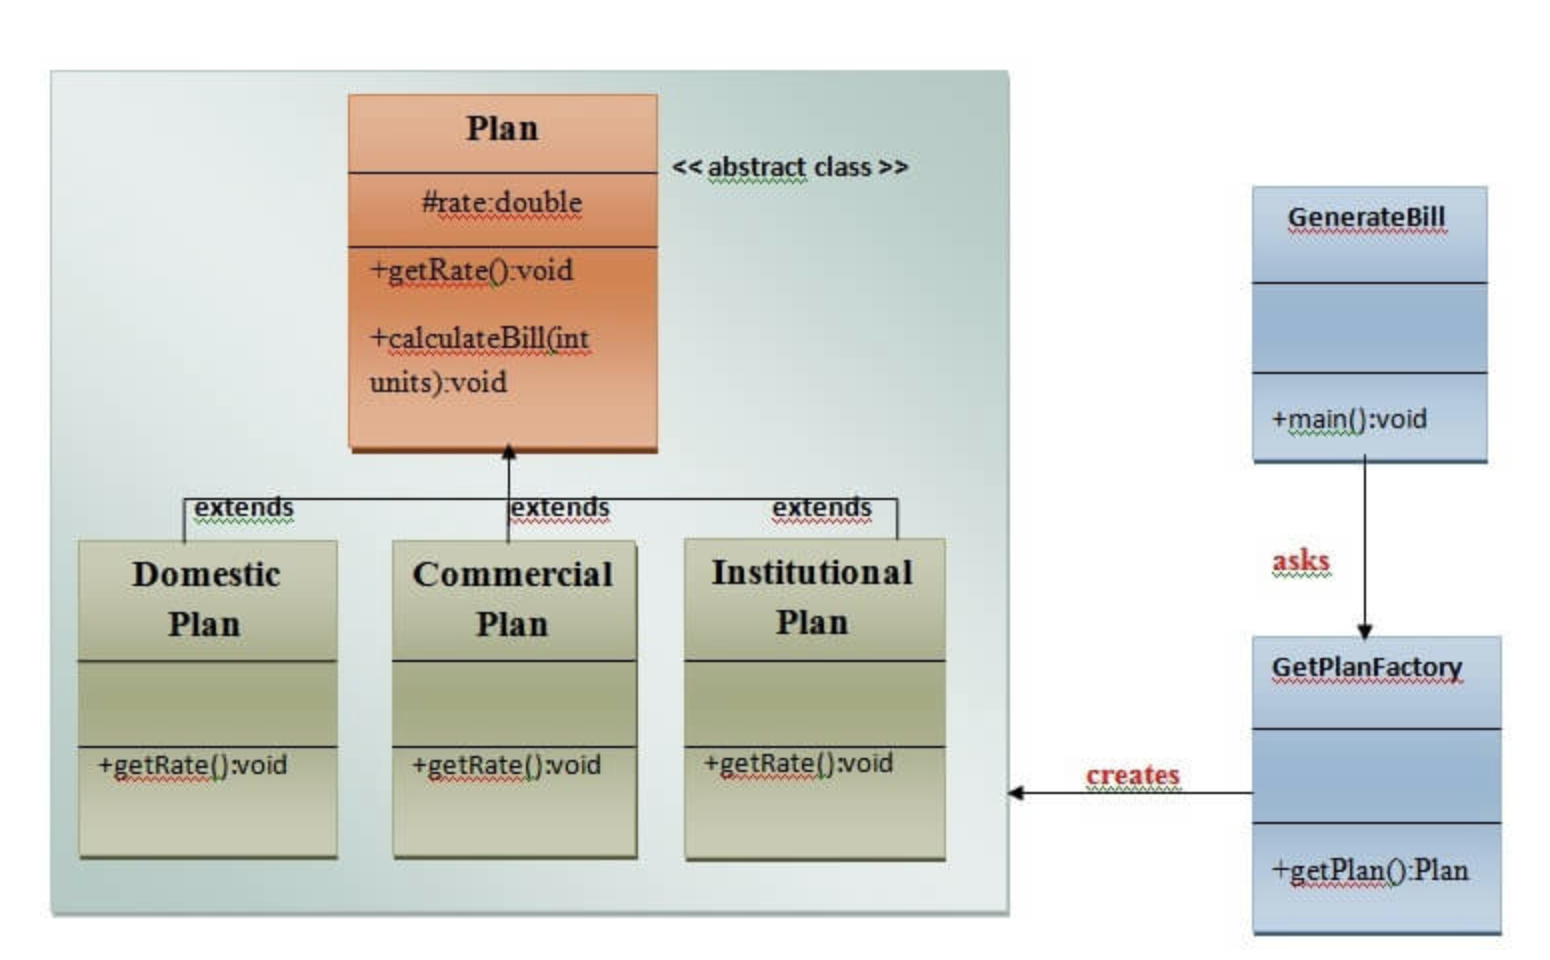 Plan
<< abstract class >>
#rate:double
+getRate():void
+calculateBill(int
units):void
extends
extends
extends
Domestic
Plan
+getRate():void
Commercial
Plan
+getRate():void
Institutional
Plan
+getRate():void
GenerateBill
+main():void
asks
GetPlanFactory
+getPlan():Plan
creates